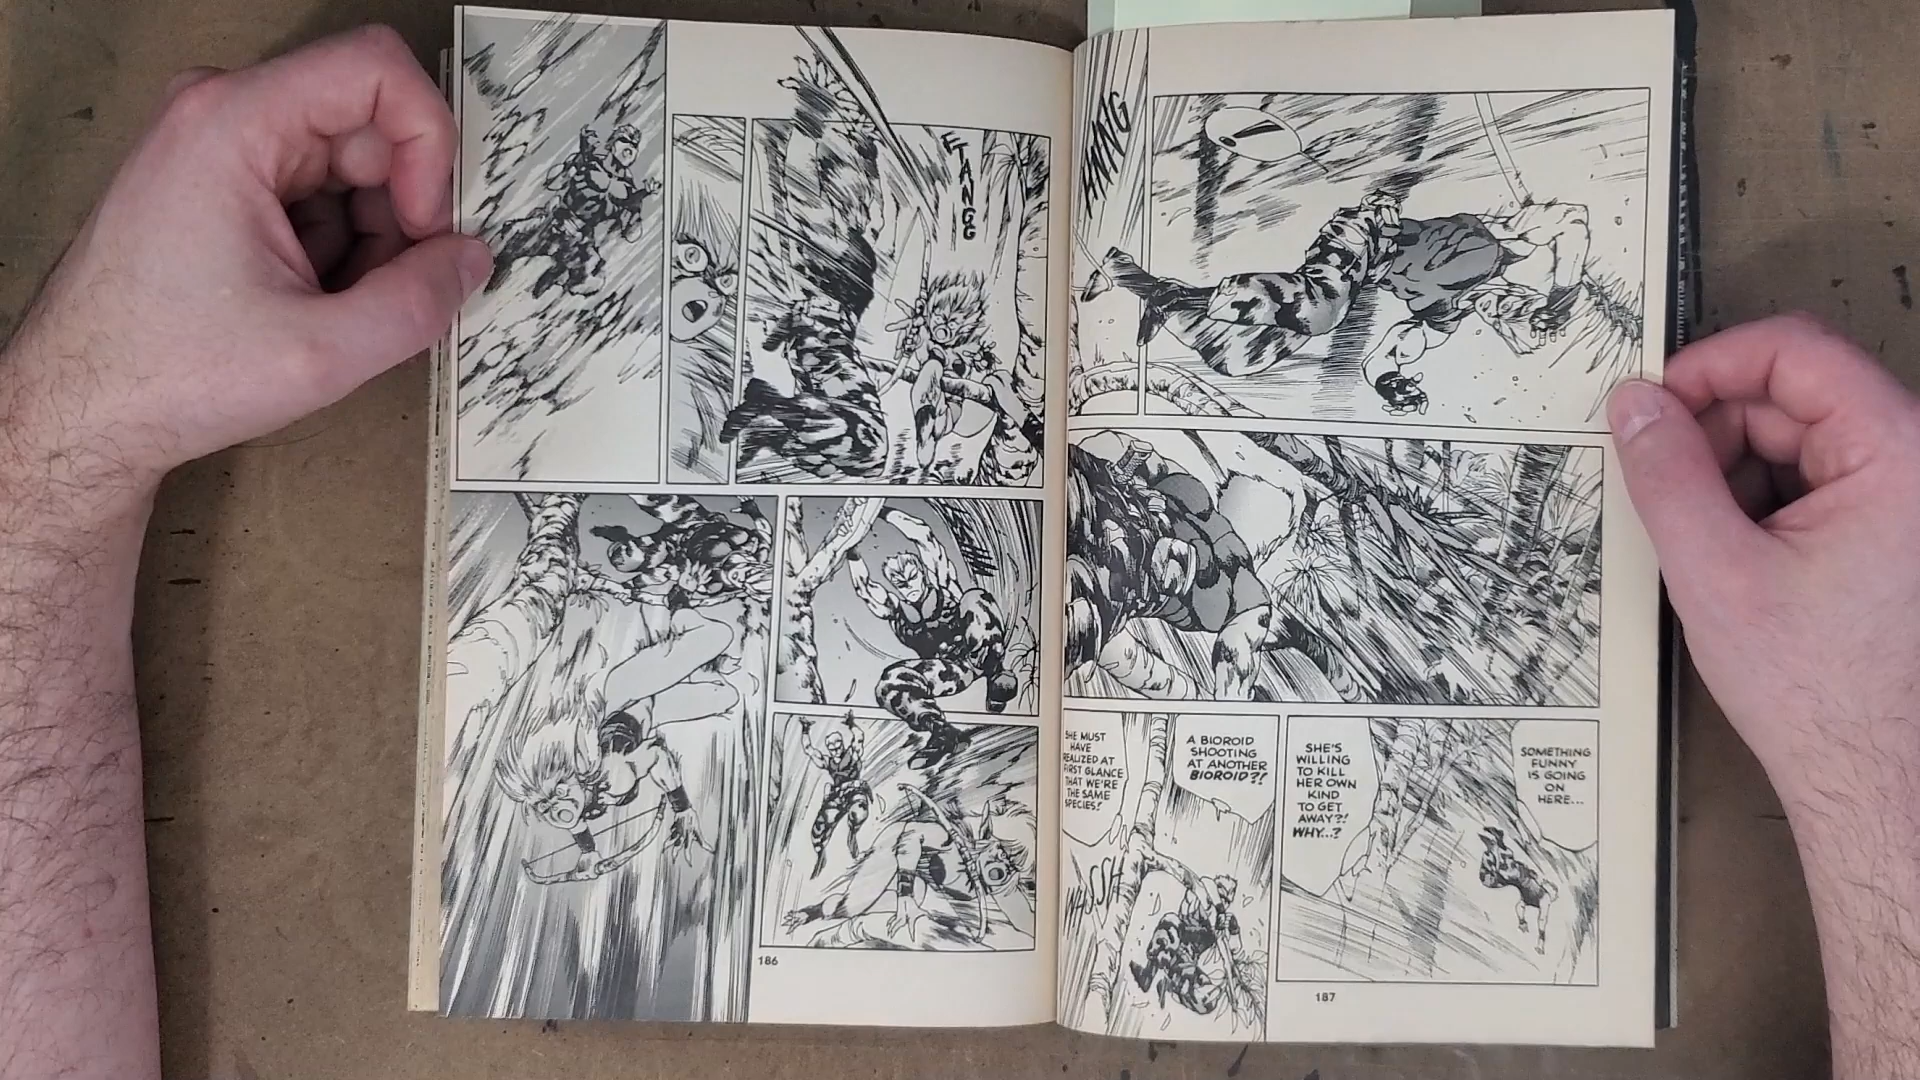 ETANGG
186
HNNG
SHE MUST
HAVE
REALIZED AT
FIRST GLANCE
THAT WE'RE
THE SAME
SPECIES!
A BIOROID
SHOOTING
AT ANOTHER
BIOROID?!
WHSSH
SHE'S
WILLING
TO KILL
HER OWN
KIND
TO GET
AWAY?!
WHY...?
SOMETHING
FUNNY
IS GOING
ON
HERE...
187